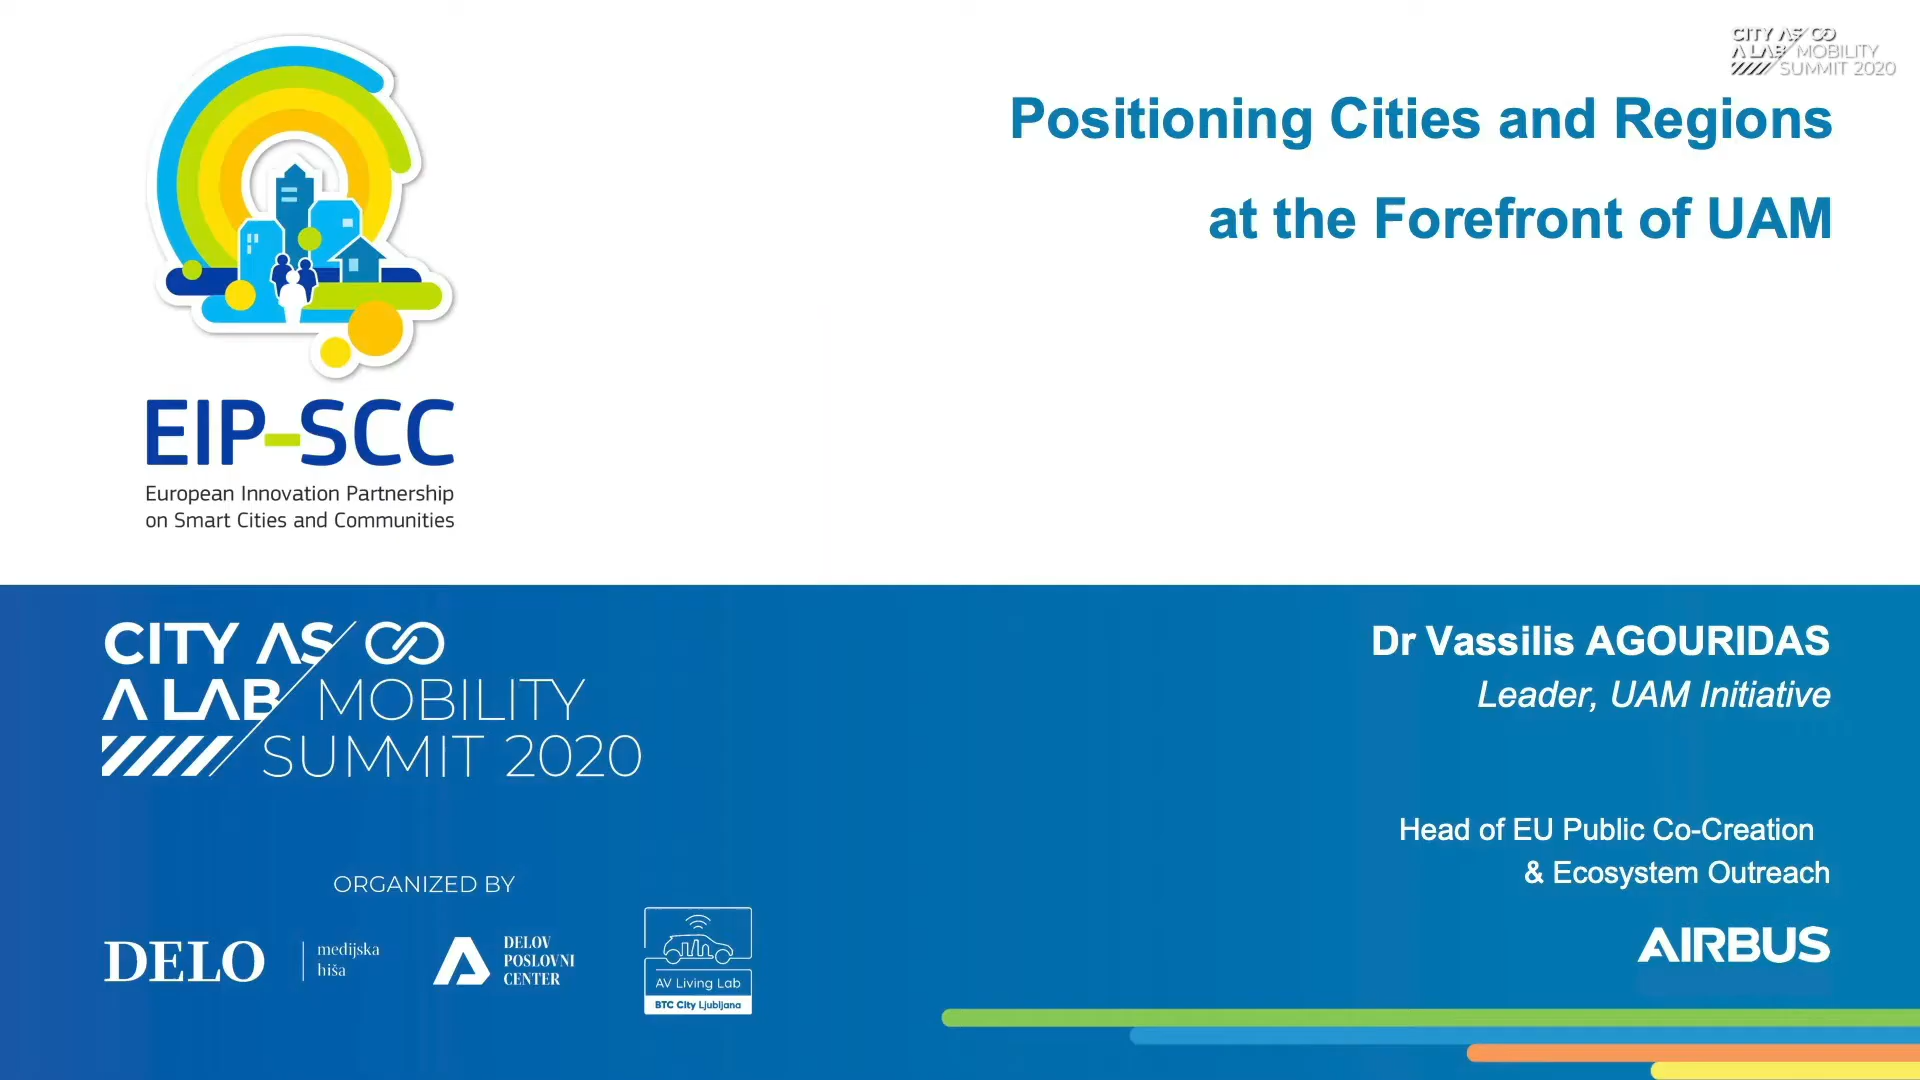 CITY AS
A LAB MOBILITY
SUMMIT 2020
Positioning Cities and Regions
at the Forefront of UAM
EIP-SCC
European Innovation Partnership
on Smart Cities and Communities
CITY AS
A LAB MOBILITY
SUMMIT 2020
Dr Vassilis AGOURIDAS
Leader, UAM Initiative
Head of EU Public Co-Creation
& Ecosystem Outreach
AIRBUS
ORGANIZED BY
DELO
medijska
hiša
DELOV
POSLOVNI
CENTER
AV Living Lab
BTC City Ljubljana